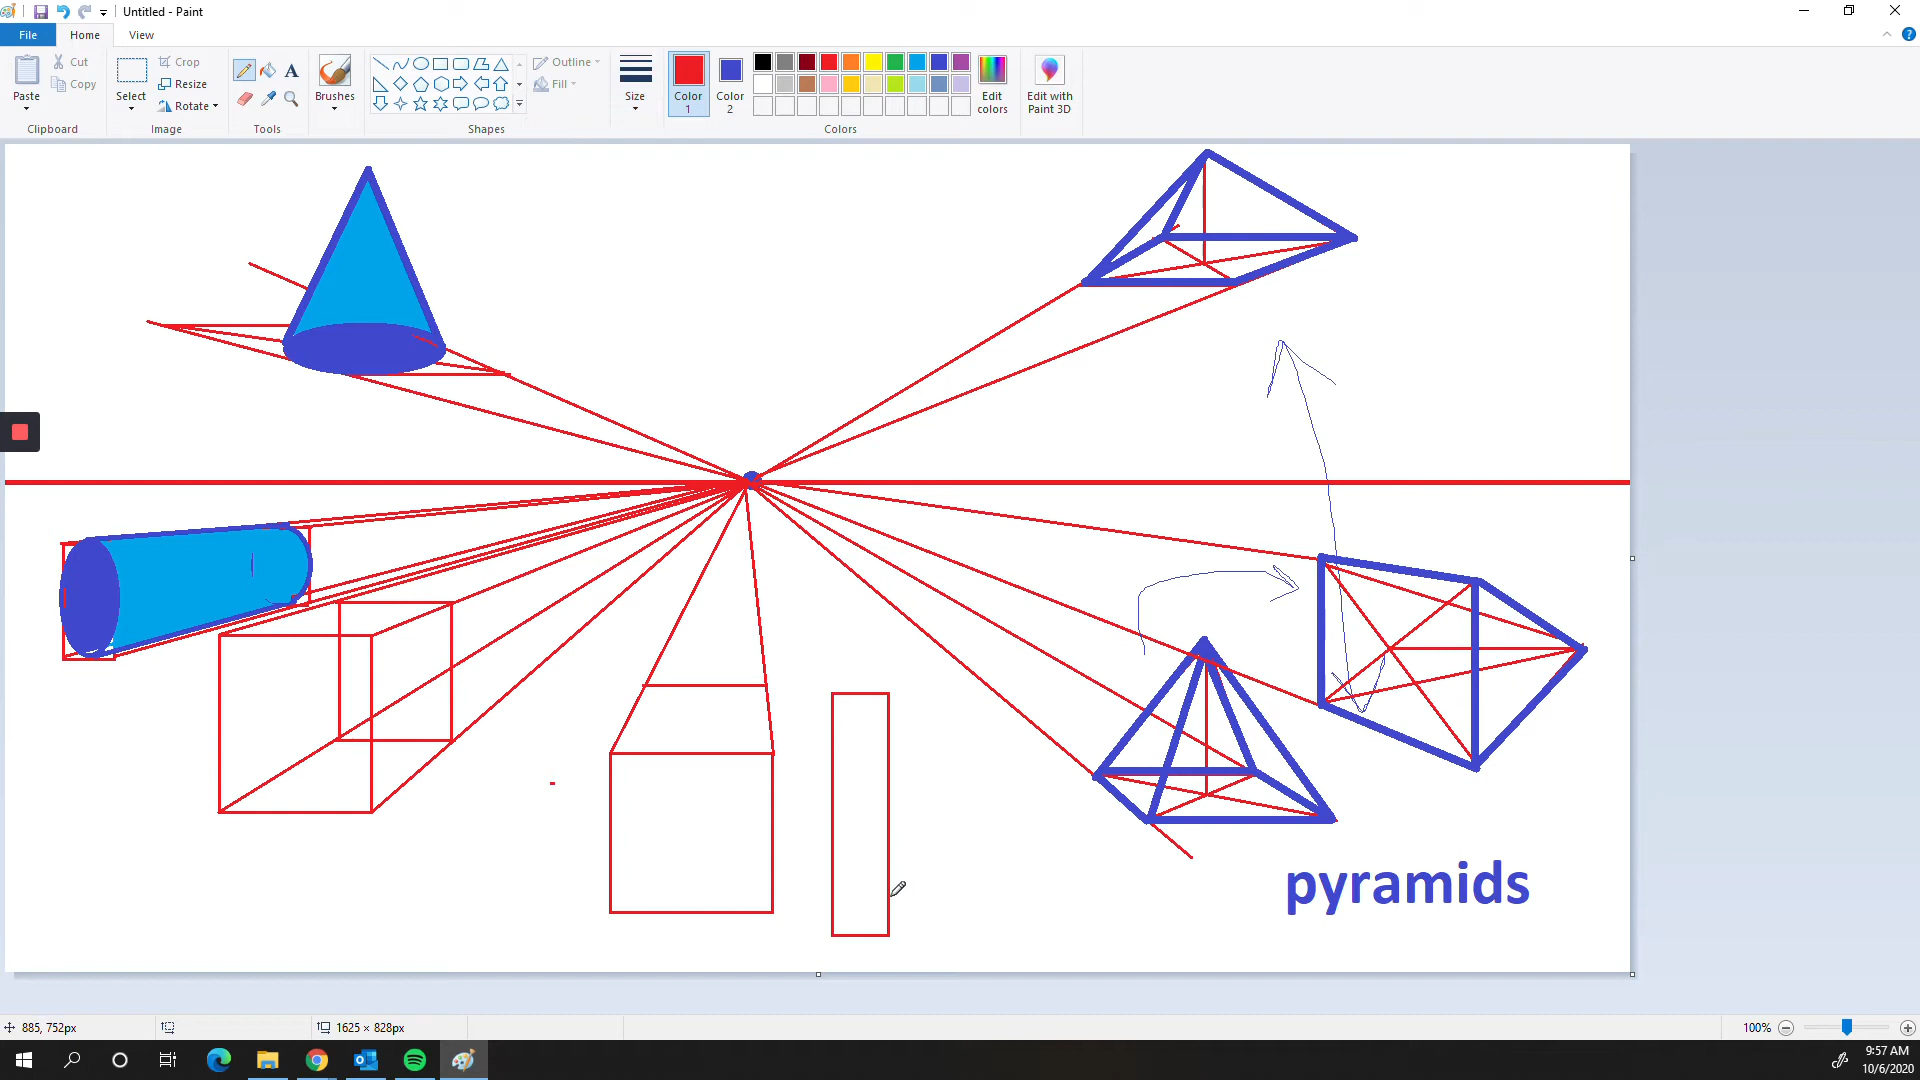 Untitled - Paint
File Home View
Paste
Cut
Copy
Clipboard
Select
Crop
Resize
Rotate
Image
A
Tools
Brushes
Shapes
Outline
Fill
Size
Color 1
Color 2
Colors
Edit colors
Edit with Paint 3D
pyramids
885, 752px
1625 × 828px
100%
9:57 AM
10/6/2020